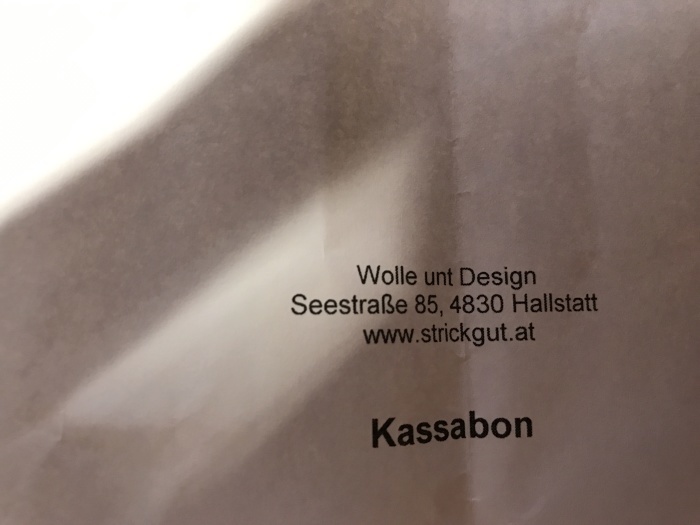 Wolle unt Design
Seestraße 85, 4830 Hallstatt
www.strickgut.at
Kassabon